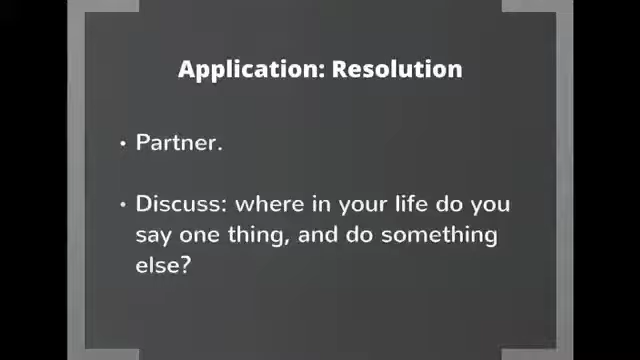 Application: Resolution
• Partner.
• Discuss: where in your life do you
say one thing, and do something
else?